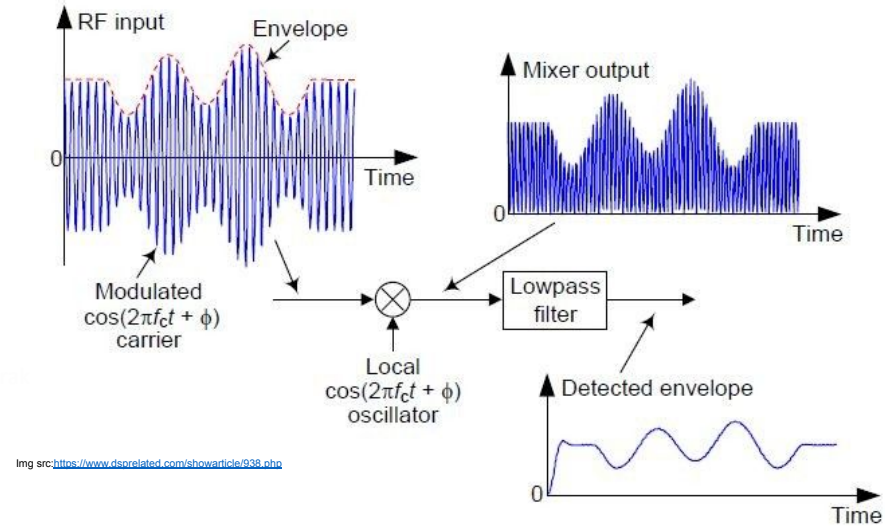 RF input
Envelope
0
Time
Modulated
cos(2πfct + ϕ)
carrier
Mixer output
0
Time
Lowpass
filter
Local
cos(2πfct + ϕ)
oscillator
Detected envelope
0
Time
Img src:https://www.dsprelated.com/showarticle/938.php